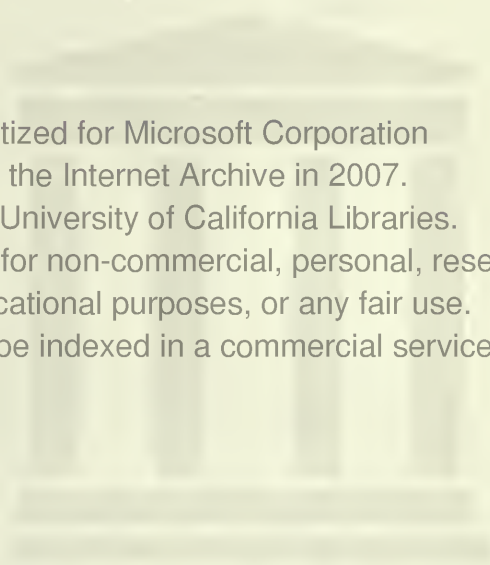 tized for Microsoft Corporation
the Internet Archive in 2007.
University of California Libraries.
for non-commercial, personal, rese
cational purposes, or any fair use.
be indexed in a commercial service